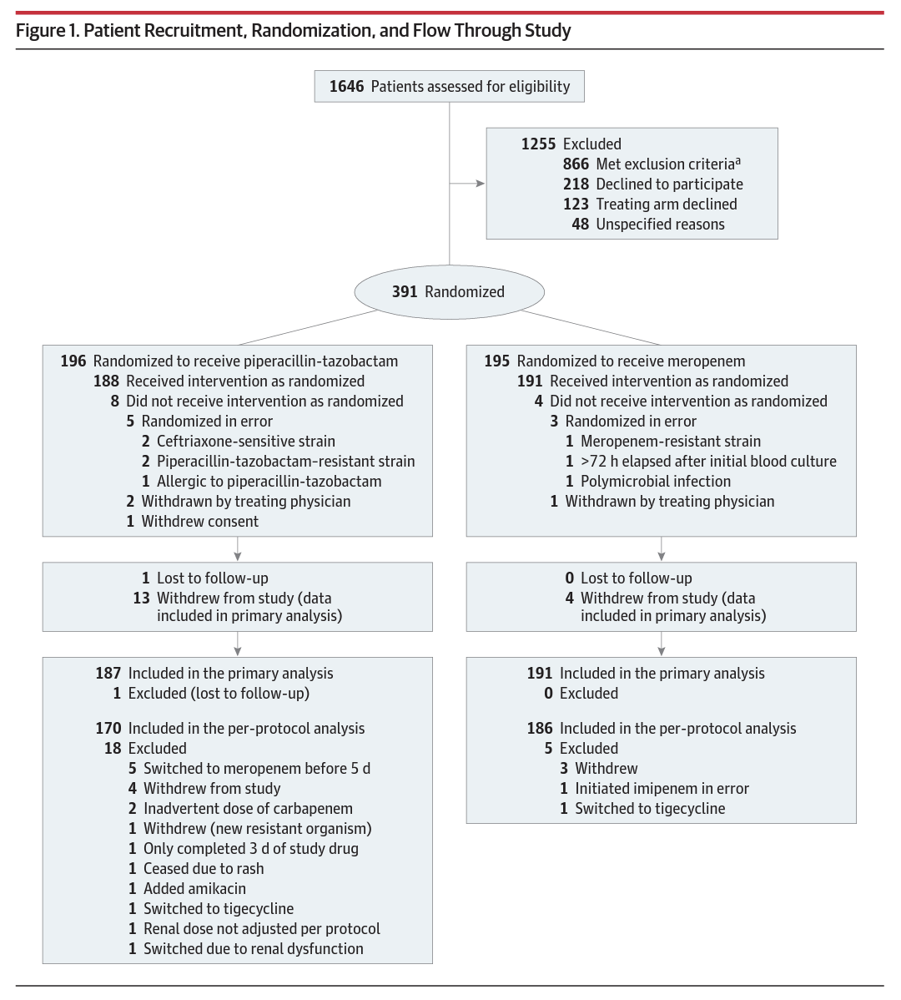 Figure 1. Patient Recruitment, Randomization, and Flow Through Study
1646 Patients assessed for eligibility
1255 Excluded
866 Met exclusion criteriaᵃ
218 Declined to participate
123 Treating arm declined
48 Unspecified reasons
391 Randomized
196 Randomized to receive piperacillin-tazobactam
188 Received intervention as randomized
8 Did not receive intervention as randomized
5 Randomized in error
2 Ceftriaxone-sensitive strain
2 Piperacillin-tazobactam–resistant strain
1 Allergic to piperacillin-tazobactam
2 Withdrawn by treating physician
1 Withdrew consent
195 Randomized to receive meropenem
191 Received intervention as randomized
4 Did not receive intervention as randomized
3 Randomized in error
1 Meropenem-resistant strain
1 >72 h elapsed after initial blood culture
1 Polymicrobial infection
1 Withdrawn by treating physician
1 Lost to follow-up
13 Withdrew from study (data
included in primary analysis)
0 Lost to follow-up
4 Withdrew from study (data
included in primary analysis)
187 Included in the primary analysis
1 Excluded (lost to follow-up)
170 Included in the per-protocol analysis
18 Excluded
5 Switched to meropenem before 5 d
4 Withdrew from study
2 Inadvertent dose of carbapenem
1 Withdrew (new resistant organism)
1 Only completed 3 d of study drug
1 Ceased due to rash
1 Added amikacin
1 Switched to tigecycline
1 Renal dose not adjusted per protocol
1 Switched due to renal dysfunction
191 Included in the primary analysis
0 Excluded
186 Included in the per-protocol analysis
5 Excluded
3 Withdrew
1 Initiated imipenem in error
1 Switched to tigecycline